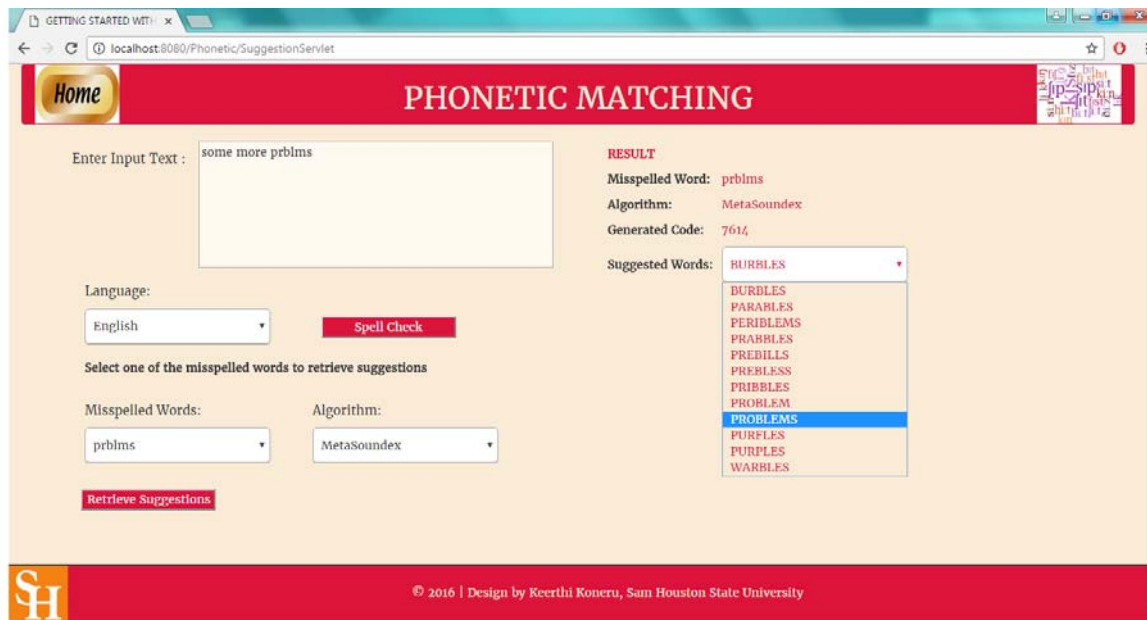 GETTING STARTED WITH
localhost:8080/Phonetic/SuggestionServlet
Home
PHONETIC MATCHING
Enter Input Text :
some more prblms
Language:
English
Spell Check
Select one of the misspelled words to retrieve suggestions
Misspelled Words:
Algorithm:
prblms
MetaSoundex
Retrieve Suggestions
RESULT
Misspelled Word: prblms
Algorithm: MetaSoundex
Generated Code: 7614
Suggested Words: BURBLES
BURBLES
PARABLES
PERIBLEMS
PRABBLES
PREBILLS
PREBLESS
PRIBBLES
PROBLEM
PROBLEMS
PURFLES
PURPLES
WARBLES
SH
© 2016 | Design by Keerthi Koneru, Sam Houston State University